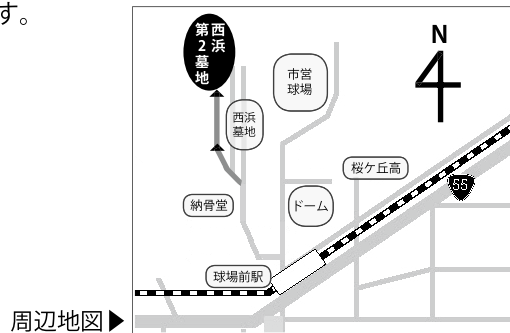 す。
西浜
第2墓地
N
市営
球場
西浜
墓地
桜ケ丘高
55
納骨堂
ドーム
球場前駅
周辺地図▶